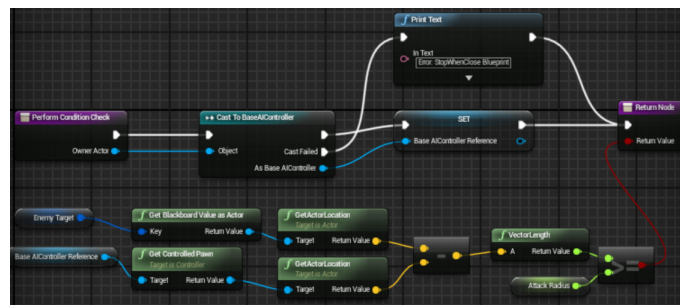 Print Text
In Text
Error: StopWhenClose Blueprint
Perform Condition Check
Owner Actor
Cast To BaseAIController
Object
Cast Failed
As Base AIController
SET
Base AIController Reference
Return Node
Return Value
Enemy Target
Get Blackboard Value as Actor
Key
Return Value
GetActorLocation
Target is Actor
Target
Return Value
-
VectorLength
A
Return Value
Base AIController Reference
Get Controlled Pawn
Target is Controller
Target
Return Value
GetActorLocation
Target is Actor
Target
Return Value
Attack Radius
>=